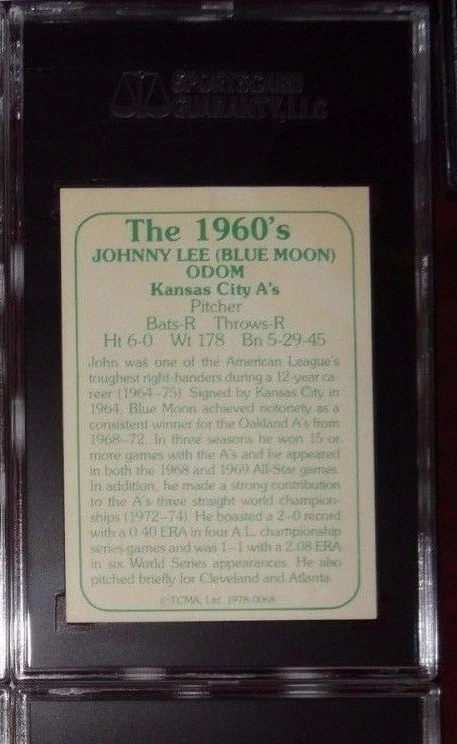 SPORTSCARD
GUARANTY, LLC
The 1960's
JOHNNY LEE (BLUE MOON)
ODOM
Kansas City A's
Pitcher
Bats-R Throws-R
Ht 6-0 Wt 178 Bn 5-29-45
John was one of the American League's
toughest right-handers during a 12-year ca-
reer (1964-75). Signed by Kansas City in
1964, Blue Moon achieved notoriety as a
consistent winner for the Oakland A's from
1968-72. In three seasons he won 15 or
more games with the A's and he appeared
in both the 1968 and 1969 All-Star games.
In addition, he made a strong contribution
to the A's three straight world champion-
ships (1972-74). He boasted a 2-0 record
with a 0.40 ERA in four A.L. championship
series games and was 1-1 with a 2.08 ERA
in six World Series appearances. He also
pitched briefly for Cleveland and Atlanta.
©TCMA, Ltd. 1978-0068